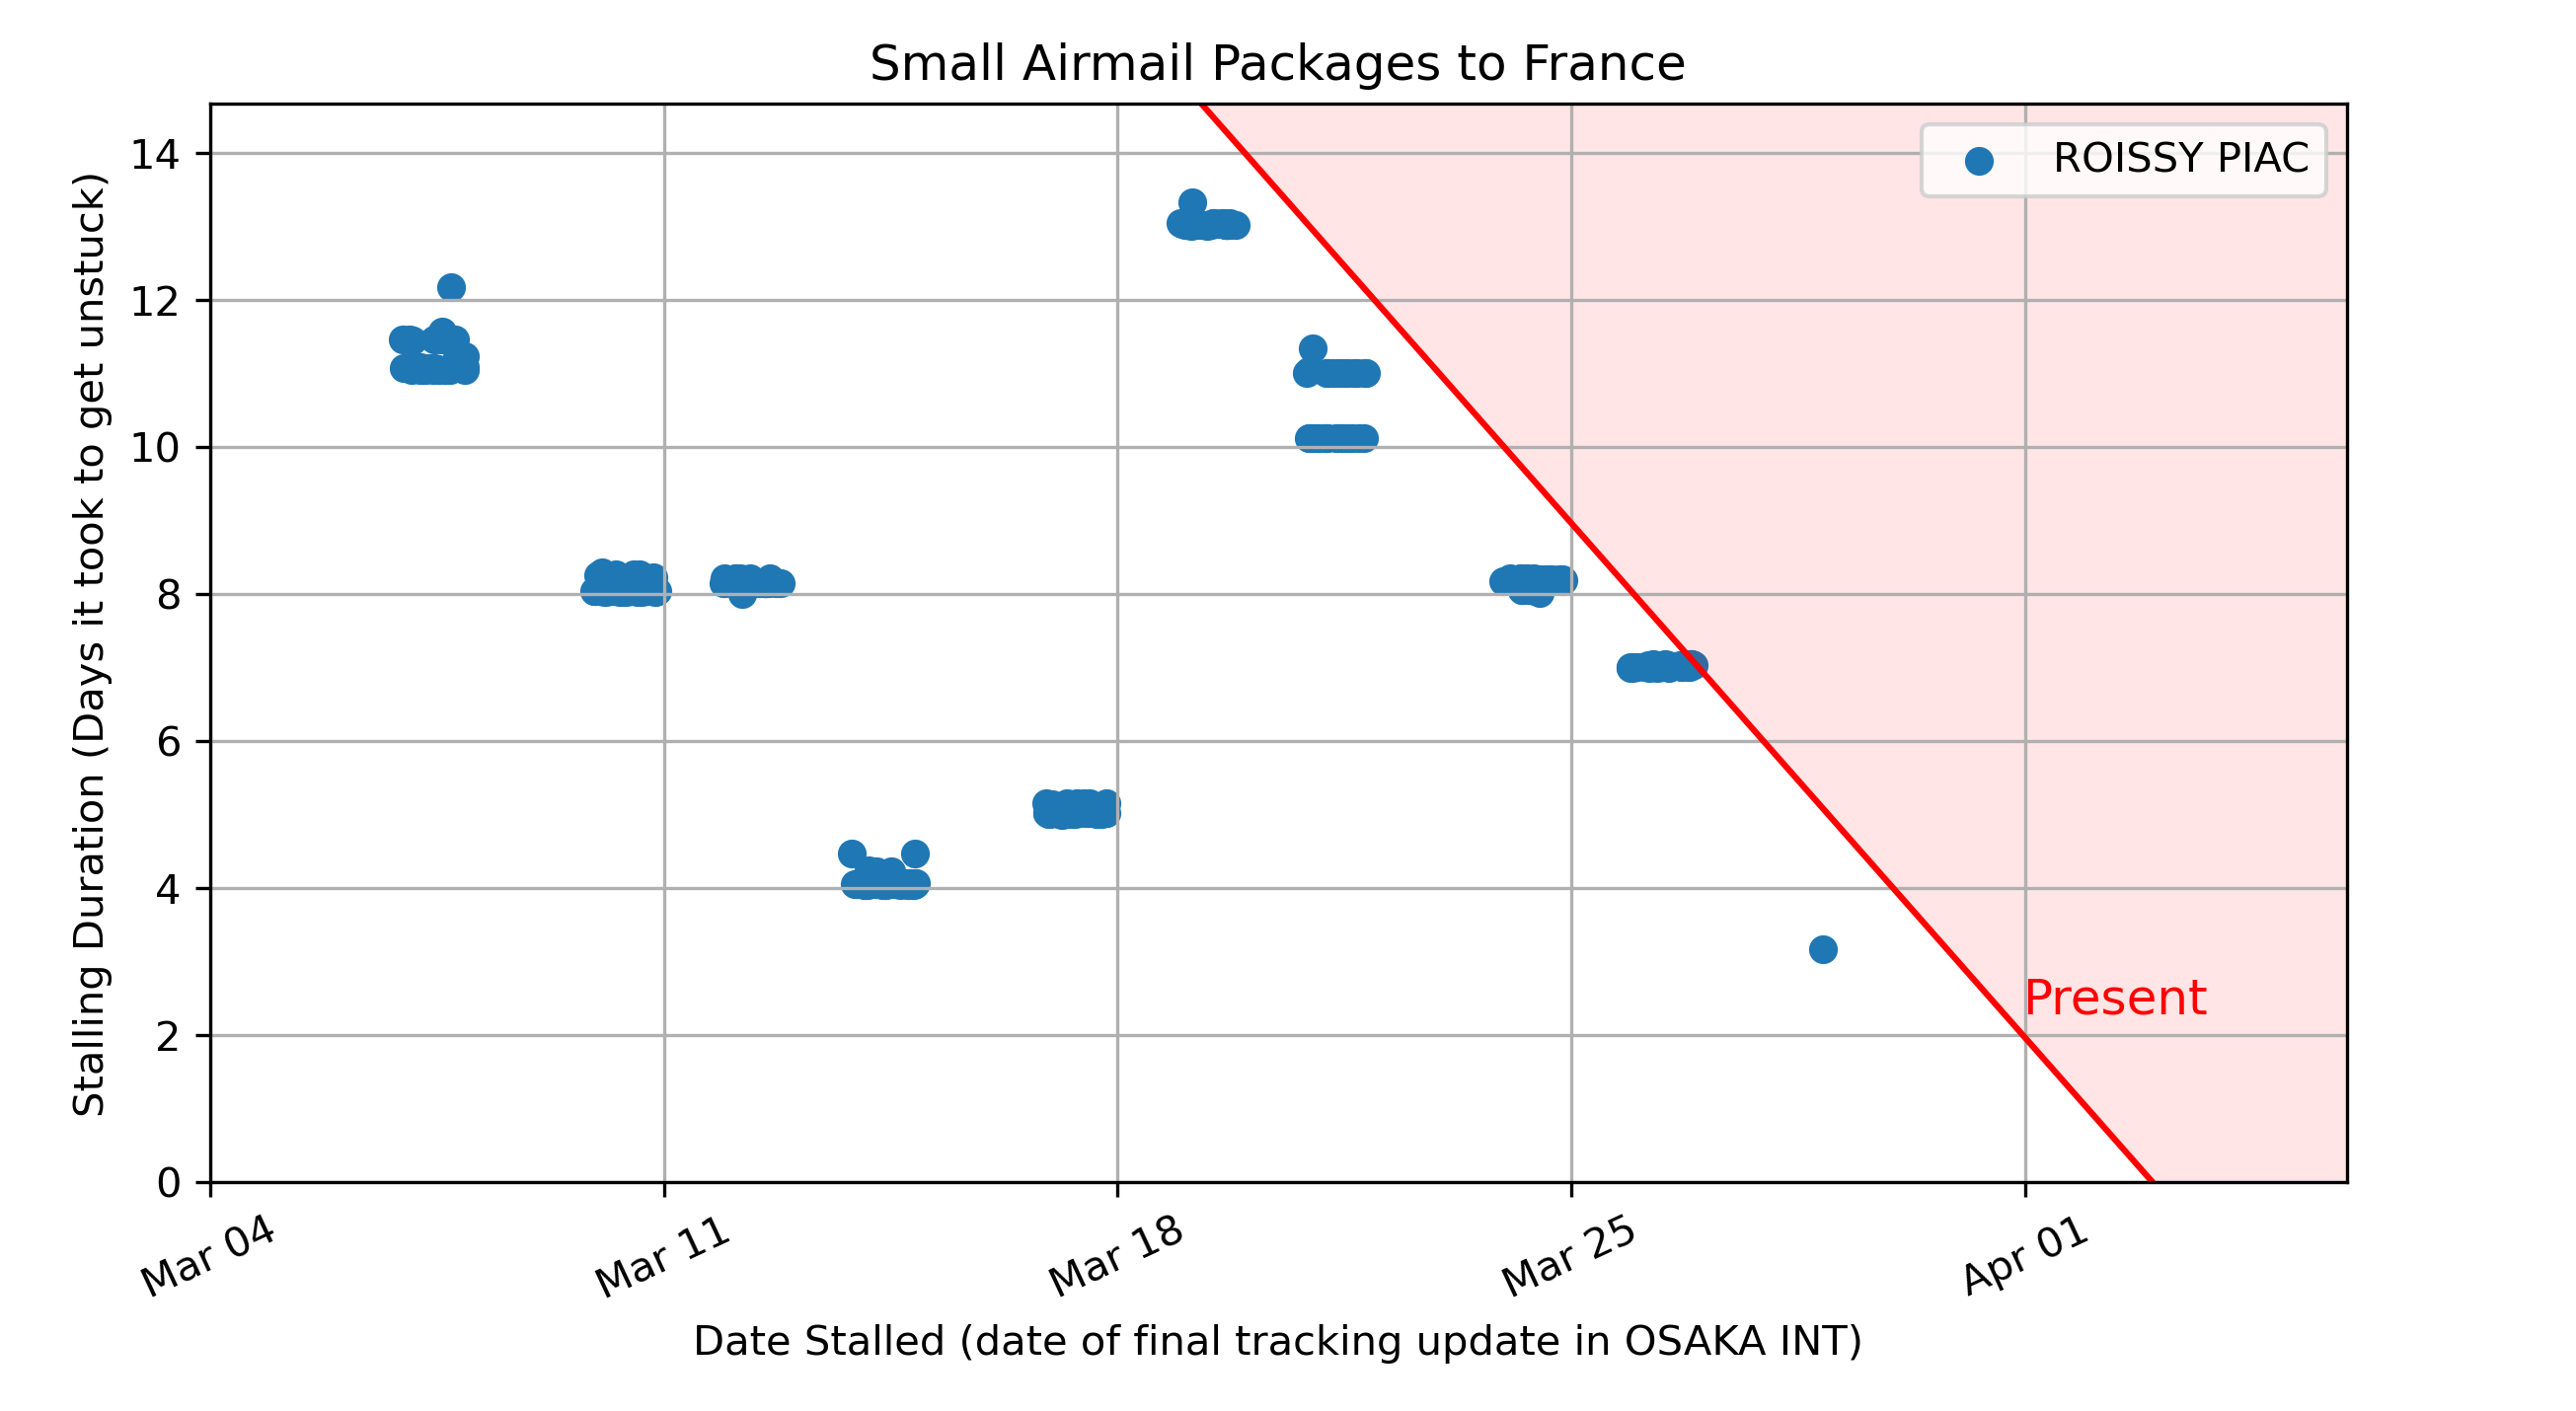 Small Airmail Packages to France
ROISSY PIAC
Stalling Duration (Days it took to get unstuck)
14
12
10
8
6
4
2
0
Present
Mar 04
Mar 11
Mar 18
Mar 25
Apr 01
Date Stalled (date of final tracking update in OSAKA INT)